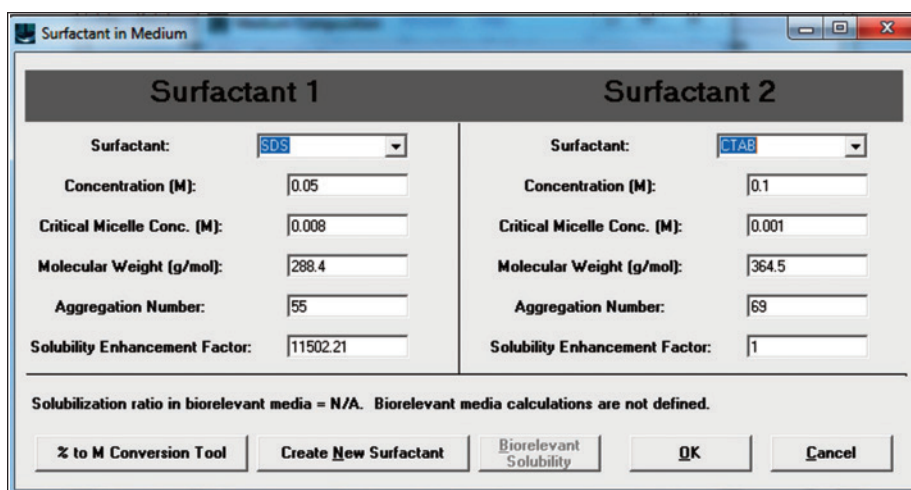 Surfactant in Medium
Surfactant 1 Surfactant 2
Surfactant: SDS Surfactant: CTAB
Concentration (M): 0.05 Concentration (M): 0.1
Critical Micelle Conc. (M): 0.008 Critical Micelle Conc. (M): 0.001
Molecular Weight (g/mol): 288.4 Molecular Weight (g/mol): 364.5
Aggregation Number: 55 Aggregation Number: 69
Solubility Enhancement Factor: 11502.21 Solubility Enhancement Factor: 1
Solubilization ratio in biorelevant media = N/A. Biorelevant media calculations are not defined.
% to M Conversion Tool Create New Surfactant Biorelevant Solubility OK Cancel